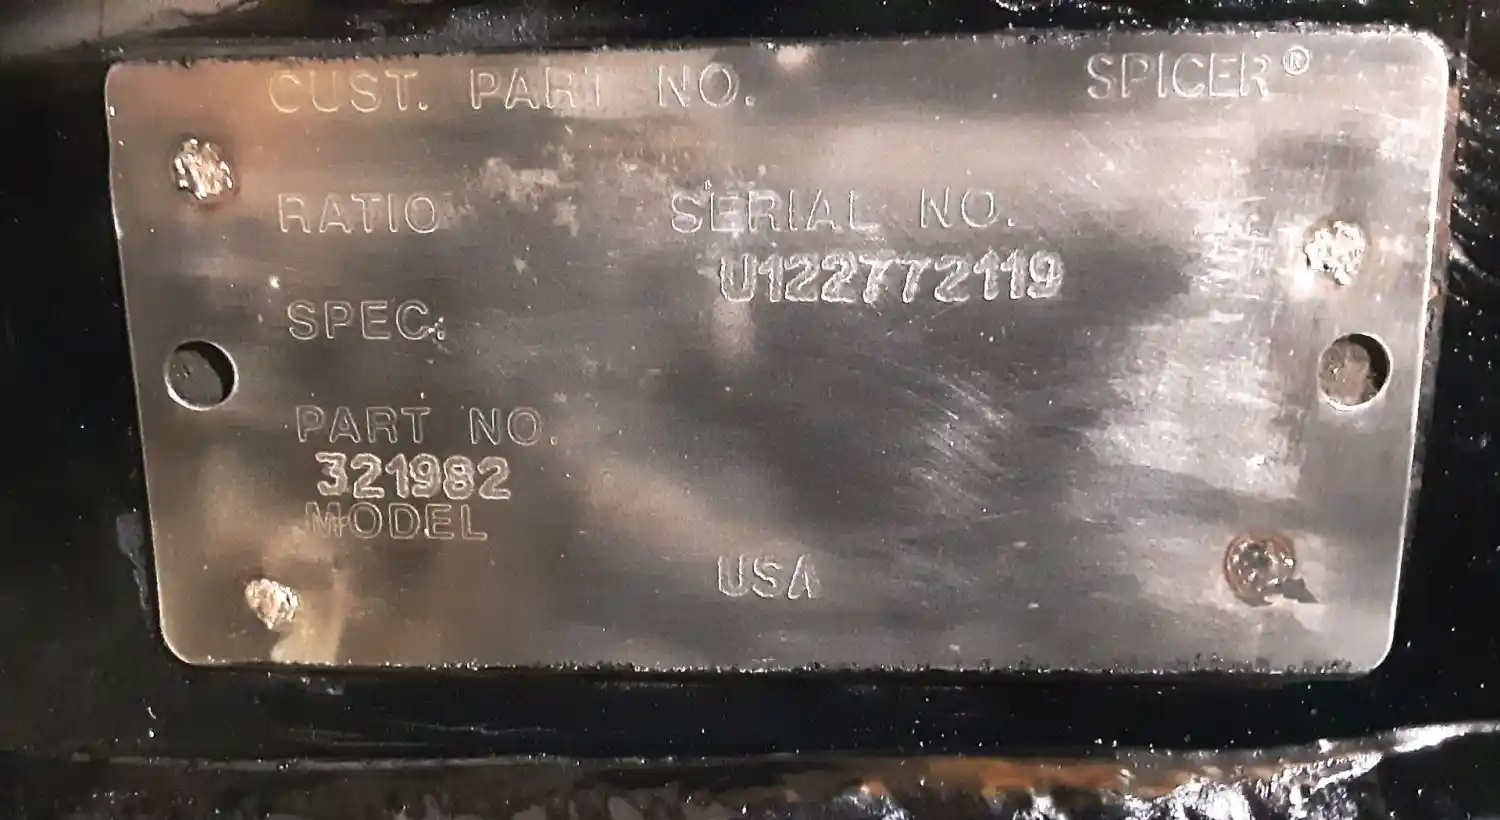 CUST. PART NO. SPICER®
RATIO SERIAL NO.
U122772119
SPEC.
PART NO.
321982
MODEL
USA